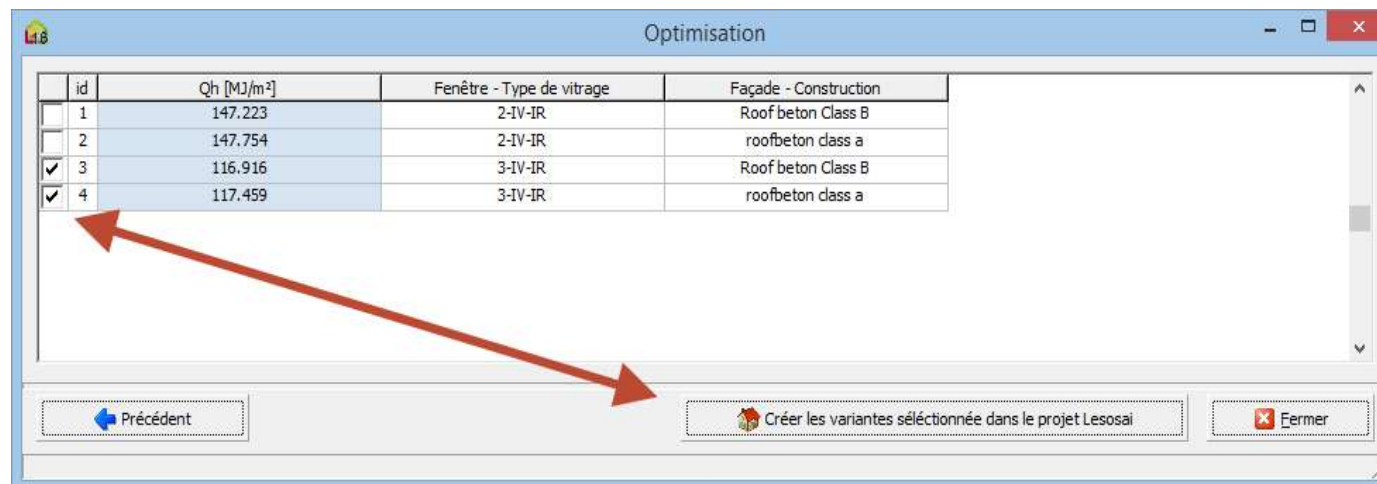 Optimisation
id Qh [MJ/m²] Fenêtre - Type de vitrage Façade - Construction
1 147.223 2-IV-IR Roof beton Class B
2 147.754 2-IV-IR roofbeton class a
3 116.916 3-IV-IR Roof beton Class B
4 117.459 3-IV-IR roofbeton class a
Précédent Créer les variantes séléctionnée dans le projet Lesosai Fermer